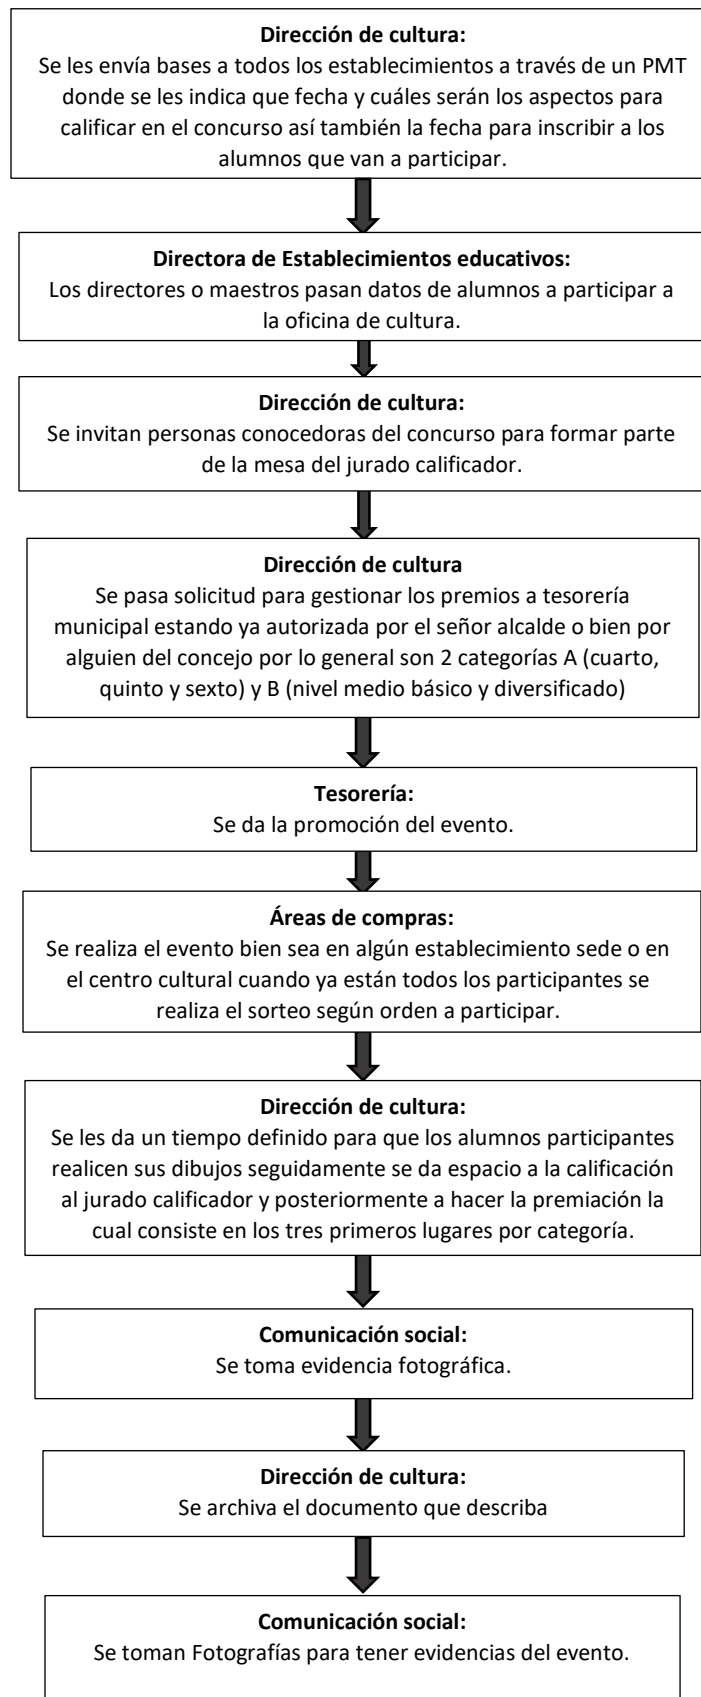 Dirección de cultura:
Se les envía bases a todos los establecimientos a través de un PMT
donde se les indica que fecha y cuáles serán los aspectos para
calificar en el concurso así también la fecha para inscribir a los
alumnos que van a participar.
Directora de Establecimientos educativos:
Los directores o maestros pasan datos de alumnos a participar a
la oficina de cultura.
Dirección de cultura:
Se invitan personas conocedoras del concurso para formar parte
de la mesa del jurado calificador.
Dirección de cultura
Se pasa solicitud para gestionar los premios a tesorería
municipal estando ya autorizada por el señor alcalde o bien por
alguien del concejo por lo general son 2 categorías A (cuarto,
quinto y sexto) y B (nivel medio básico y diversificado)
Tesorería:
Se da la promoción del evento.
Áreas de compras:
Se realiza el evento bien sea en algún establecimiento sede o en
el centro cultural cuando ya están todos los participantes se
realiza el sorteo según orden a participar.
Dirección de cultura:
Se les da un tiempo definido para que los alumnos participantes
realicen sus dibujos seguidamente se da espacio a la calificación
al jurado calificador y posteriormente a hacer la premiación la
cual consiste en los tres primeros lugares por categoría.
Comunicación social:
Se toma evidencia fotográfica.
Dirección de cultura:
Se archiva el documento que describa
Comunicación social:
Se toman Fotografías para tener evidencias del evento.